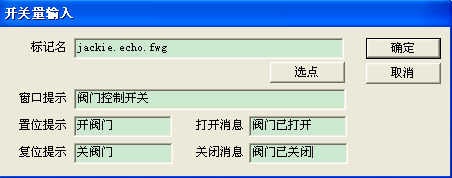 开关量输入
标记名 jackie.echo.fwg 确定
选点 取消
窗口提示 阀门控制开关
置位提示 开阀门 打开消息 阀门已打开
复位提示 关阀门 关闭消息 阀门已关闭